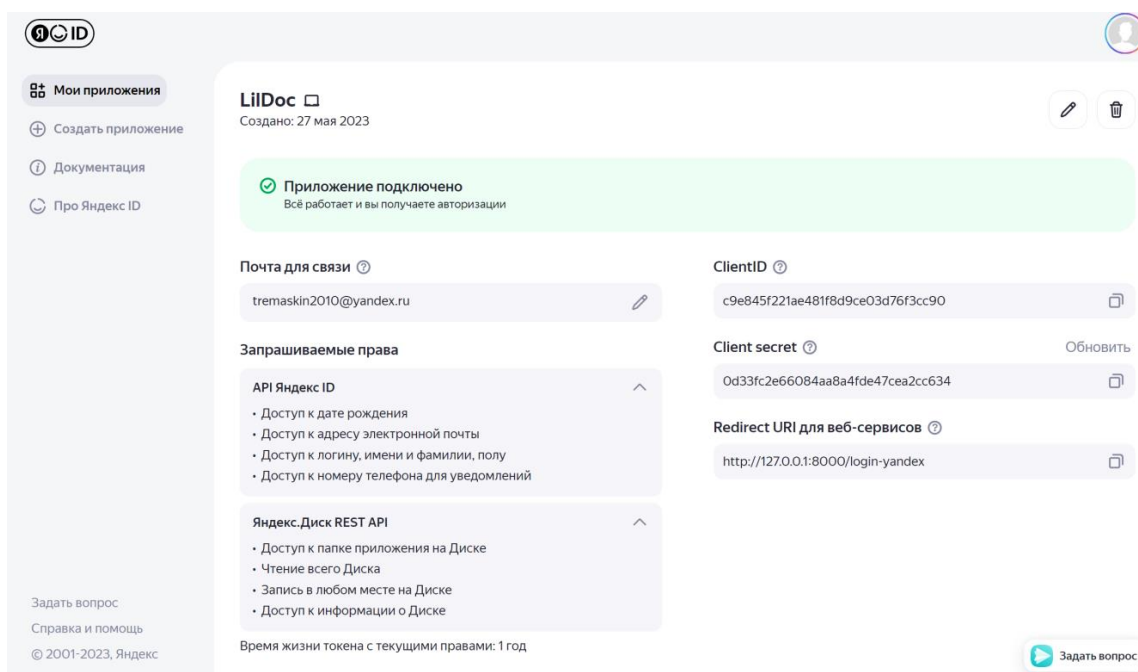 Я ID
Мои приложения
Создать приложение
Документация
Про Яндекс ID
Задать вопрос
Справка и помощь
© 2001-2023, Яндекс
LilDoc
Создано: 27 мая 2023
Приложение подключено
Всё работает и вы получаете авторизации
Почта для связи
tremaskin2010@yandex.ru
Запрашиваемые права
API Яндекс ID
• Доступ к дате рождения
• Доступ к адресу электронной почты
• Доступ к логину, имени и фамилии, полу
• Доступ к номеру телефона для уведомлений
Яндекс.Диск REST API
• Доступ к папке приложения на Диске
• Чтение всего Диска
• Запись в любом месте на Диске
• Доступ к информации о Диске
Время жизни токена с текущими правами: 1 год
ClientID
c9e845f221ae481f8d9ce03d76f3cc90
Client secret Обновить
0d33fc2e66084aa8a4fde47cea2cc634
Redirect URI для веб-сервисов
http://127.0.0.1:8000/login-yandex
Задать вопрос